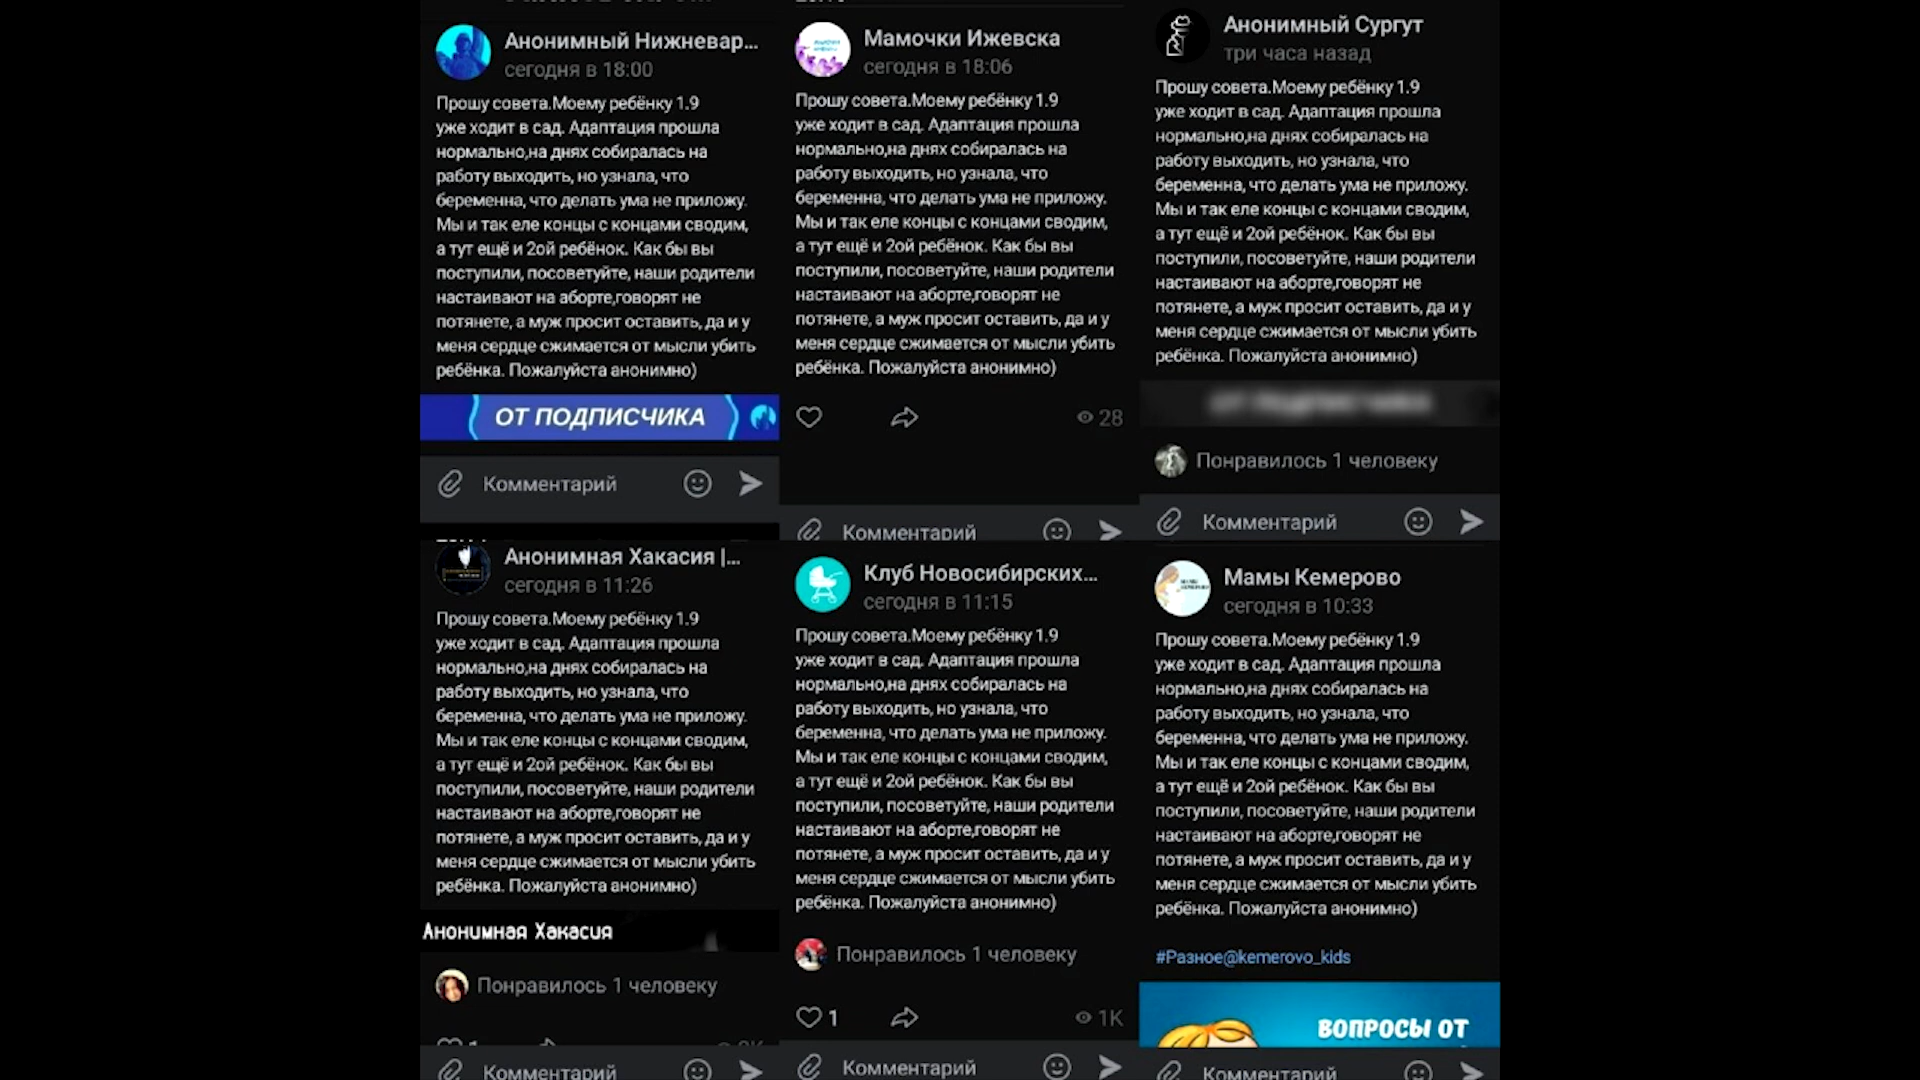 Анонимный Нижневар...
сегодня в 18:00
Прошу совета.Моему ребёнку 1.9
уже ходит в сад. Адаптация прошла
нормально,на днях собиралась на
работу выходить, но узнала, что
беременна, что делать ума не приложу.
Мы и так еле концы с концами сводим,
а тут ещё и 2ой ребёнок. Как бы вы
поступили, посоветуйте, наши родители
настаивают на аборте,говорят не
потянете, а муж просит оставить, да и у
меня сердце сжимается от мысли убить
ребёнка. Пожалуйста анонимно)
ОТ ПОДПИСЧИКА
Комментарий
Мамочки Ижевска
сегодня в 18:06
Прошу совета.Моему ребёнку 1.9
уже ходит в сад. Адаптация прошла
нормально,на днях собиралась на
работу выходить, но узнала, что
беременна, что делать ума не приложу.
Мы и так еле концы с концами сводим,
а тут ещё и 2ой ребёнок. Как бы вы
поступили, посоветуйте, наши родители
настаивают на аборте,говорят не
потянете, а муж просит оставить, да и у
меня сердце сжимается от мысли убить
ребёнка. Пожалуйста анонимно)
28
Комментарий
Анонимный Сургут
три часа назад
Прошу совета.Моему ребёнку 1.9
уже ходит в сад. Адаптация прошла
нормально,на днях собиралась на
работу выходить, но узнала, что
беременна, что делать ума не приложу.
Мы и так еле концы с концами сводим,
а тут ещё и 2ой ребёнок. Как бы вы
поступили, посоветуйте, наши родители
настаивают на аборте,говорят не
потянете, а муж просит оставить, да и у
меня сердце сжимается от мысли убить
ребёнка. Пожалуйста анонимно)
ОТ ПОДПИСЧИКА
Понравилось 1 человеку
Комментарий
Анонимная Хакасия |...
сегодня в 11:26
Прошу совета.Моему ребёнку 1.9
уже ходит в сад. Адаптация прошла
нормально,на днях собиралась на
работу выходить, но узнала, что
беременна, что делать ума не приложу.
Мы и так еле концы с концами сводим,
а тут ещё и 2ой ребёнок. Как бы вы
поступили, посоветуйте, наши родители
настаивают на аборте,говорят не
потянете, а муж просит оставить, да и у
меня сердце сжимается от мысли убить
ребёнка. Пожалуйста анонимно)
Анонимная Хакасия
Понравилось 1 человеку
Комментарий
Клуб Новосибирских...
сегодня в 11:15
Прошу совета.Моему ребёнку 1.9
уже ходит в сад. Адаптация прошла
нормально,на днях собиралась на
работу выходить, но узнала, что
беременна, что делать ума не приложу.
Мы и так еле концы с концами сводим,
а тут ещё и 2ой ребёнок. Как бы вы
поступили, посоветуйте, наши родители
настаивают на аборте,говорят не
потянете, а муж просит оставить, да и у
меня сердце сжимается от мысли убить
ребёнка. Пожалуйста анонимно)
Понравилось 1 человеку
1 1K
Комментарий
Мамы Кемерово
сегодня в 10:33
Прошу совета.Моему ребёнку 1.9
уже ходит в сад. Адаптация прошла
нормально,на днях собиралась на
работу выходить, но узнала, что
беременна, что делать ума не приложу.
Мы и так еле концы с концами сводим,
а тут ещё и 2ой ребёнок. Как бы вы
поступили, посоветуйте, наши родители
настаивают на аборте,говорят не
потянете, а муж просит оставить, да и у
меня сердце сжимается от мысли убить
ребёнка. Пожалуйста анонимно)
#Разное@kemerovo_kids
ВОПРОСЫ ОТ
Комментарий